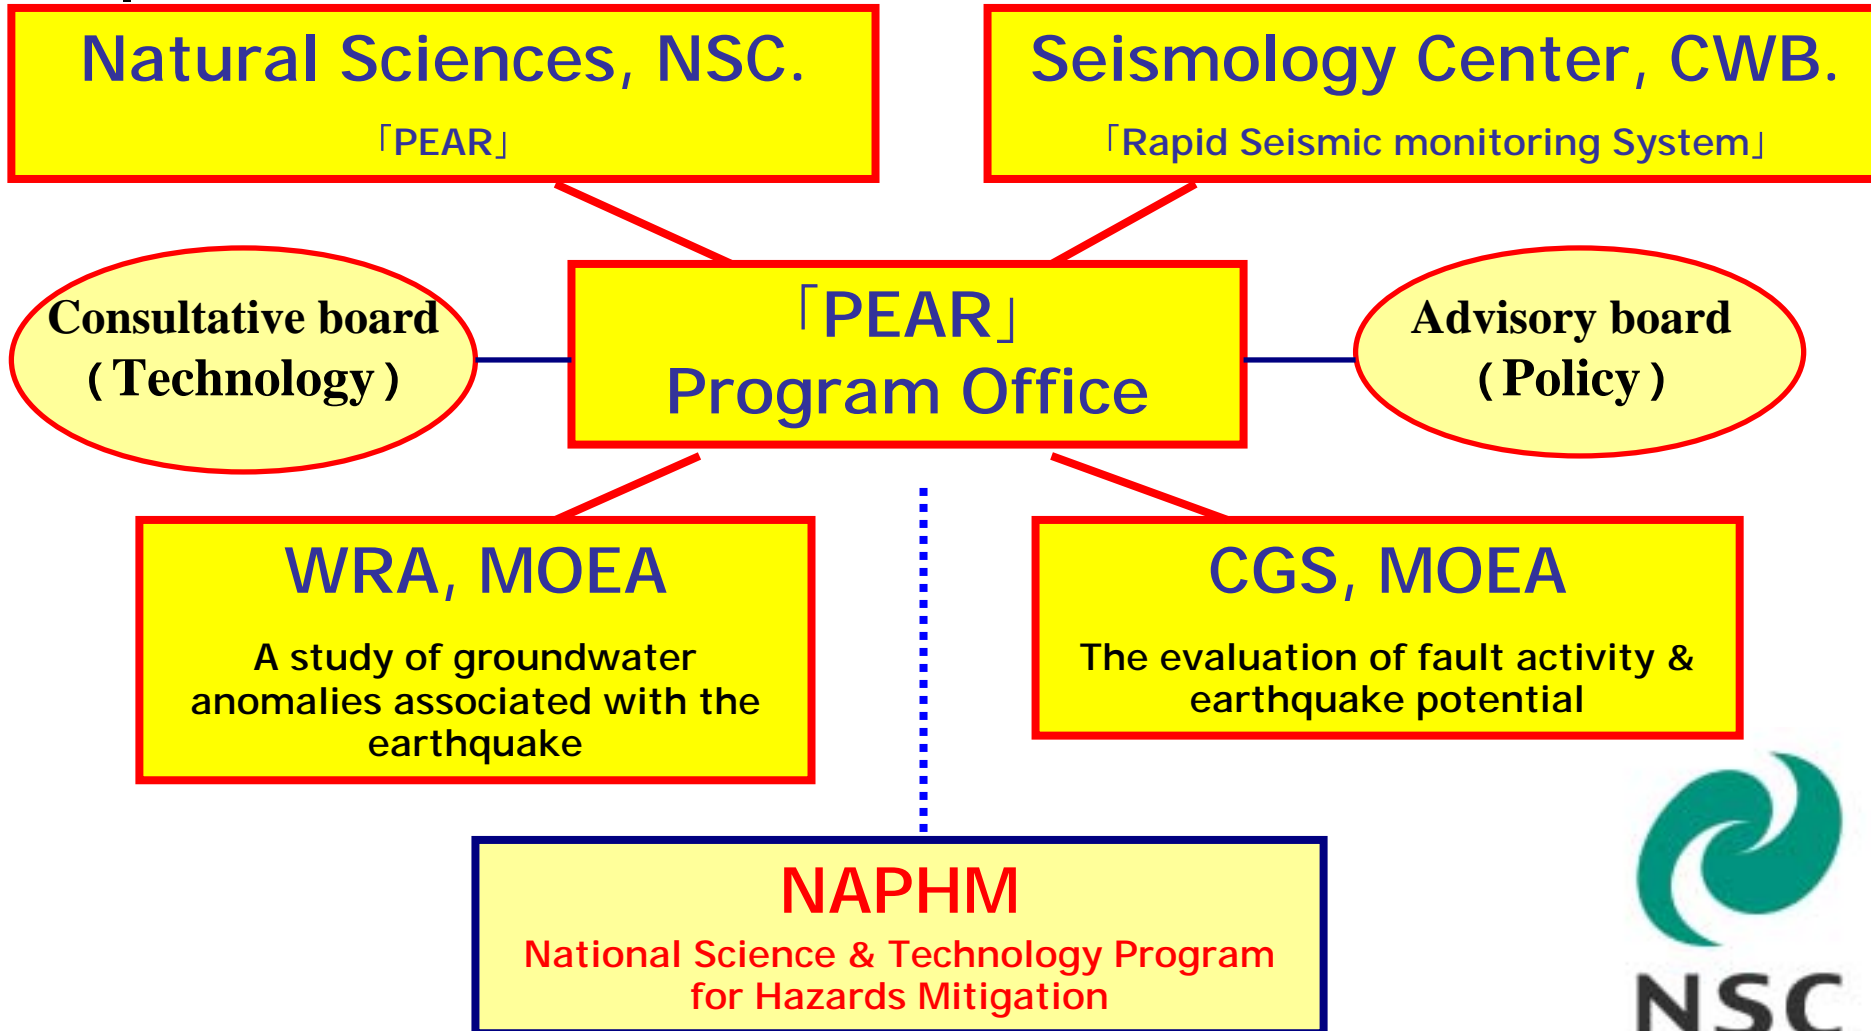 Natural Sciences, NSC.
「PEAR」
Seismology Center, CWB.
「Rapid Seismic monitoring System」
Consultative board
(Technology)
「PEAR」
Program Office
Advisory board
(Policy)
WRA, MOEA
A study of groundwater
anomalies associated with the
earthquake
CGS, MOEA
The evaluation of fault activity &
earthquake potential
NAPHM
National Science & Technology Program
for Hazards Mitigation
NSC